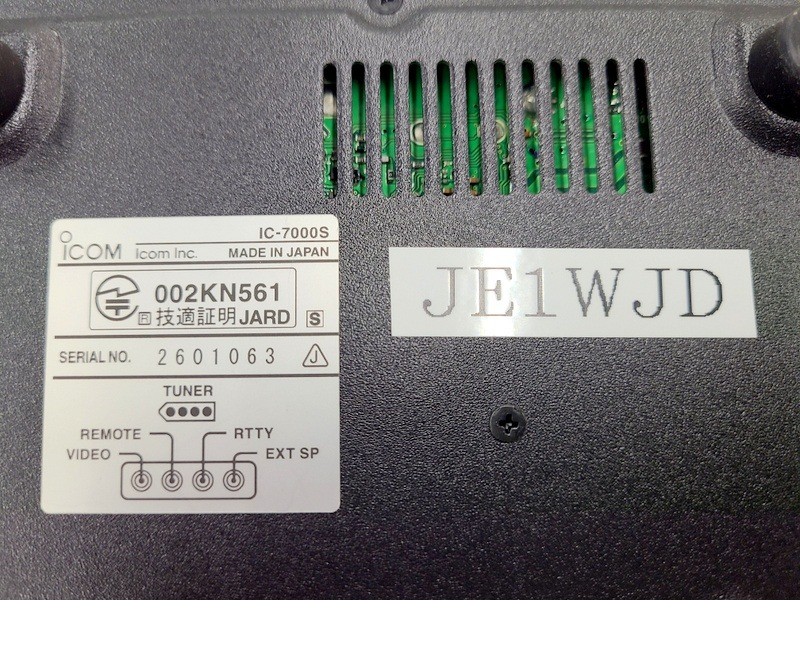 IC-7000S
ICOM Icom Inc. MADE IN JAPAN
002KN561
R 技適証明 JARD S
SERIAL NO. 2601063 J
TUNER
REMOTE RTTY
VIDEO EXT SP
JE1WJD